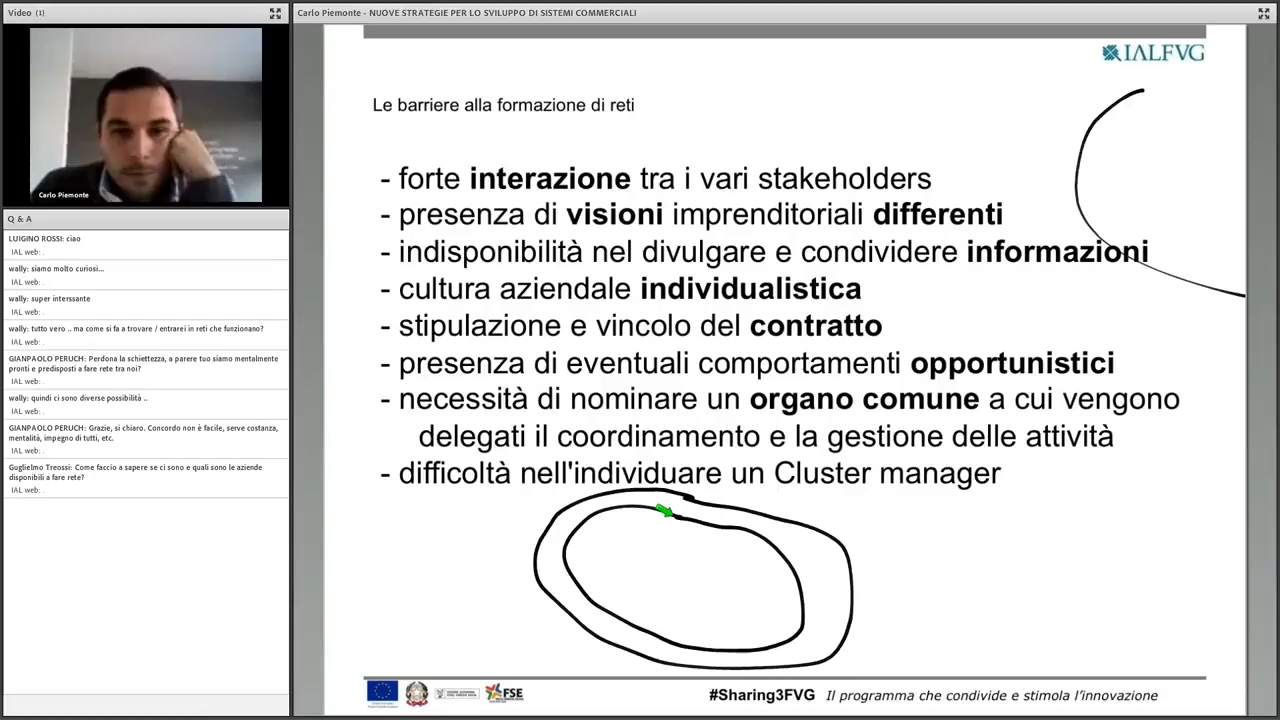 Video (1)
Carlo Piemonte
Q & A
LUIGINO ROSSI: ciao
IAL web: .
wally: siamo molto curiosi...
IAL web: .
wally: super interssante
IAL web: .
wally: tutto vero .. ma come si fa a trovare / entrarei in reti che funzionano?
IAL web: .
GIANPAOLO PERUCH: Perdona la schiettezza, a parere tuo siamo mentalmente
pronti e predisposti a fare rete tra noi?
IAL web: .
wally: quindi ci sono diverse possibilità ..
IAL web: .
GIANPAOLO PERUCH: Grazie, si chiaro. Concordo non è facile, serve costanza,
mentalità, impegno di tutti, etc.
IAL web: .
Guglielmo Treossi: Come faccio a sapere se ci sono e quali sono le aziende
disponibili a fare rete?
IAL web: .
Carlo Piemonte - NUOVE STRATEGIE PER LO SVILUPPO DI SISTEMI COMMERCIALI
IALFVG
Le barriere alla formazione di reti
- forte interazione tra i vari stakeholders
- presenza di visioni imprenditoriali differenti
- indisponibilità nel divulgare e condividere informazioni
- cultura aziendale individualistica
- stipulazione e vincolo del contratto
- presenza di eventuali comportamenti opportunistici
- necessità di nominare un organo comune a cui vengono
delegati il coordinamento e la gestione delle attività
- difficoltà nell'individuare un Cluster manager
FSE
#Sharing3FVG Il programma che condivide e stimola l'innovazione